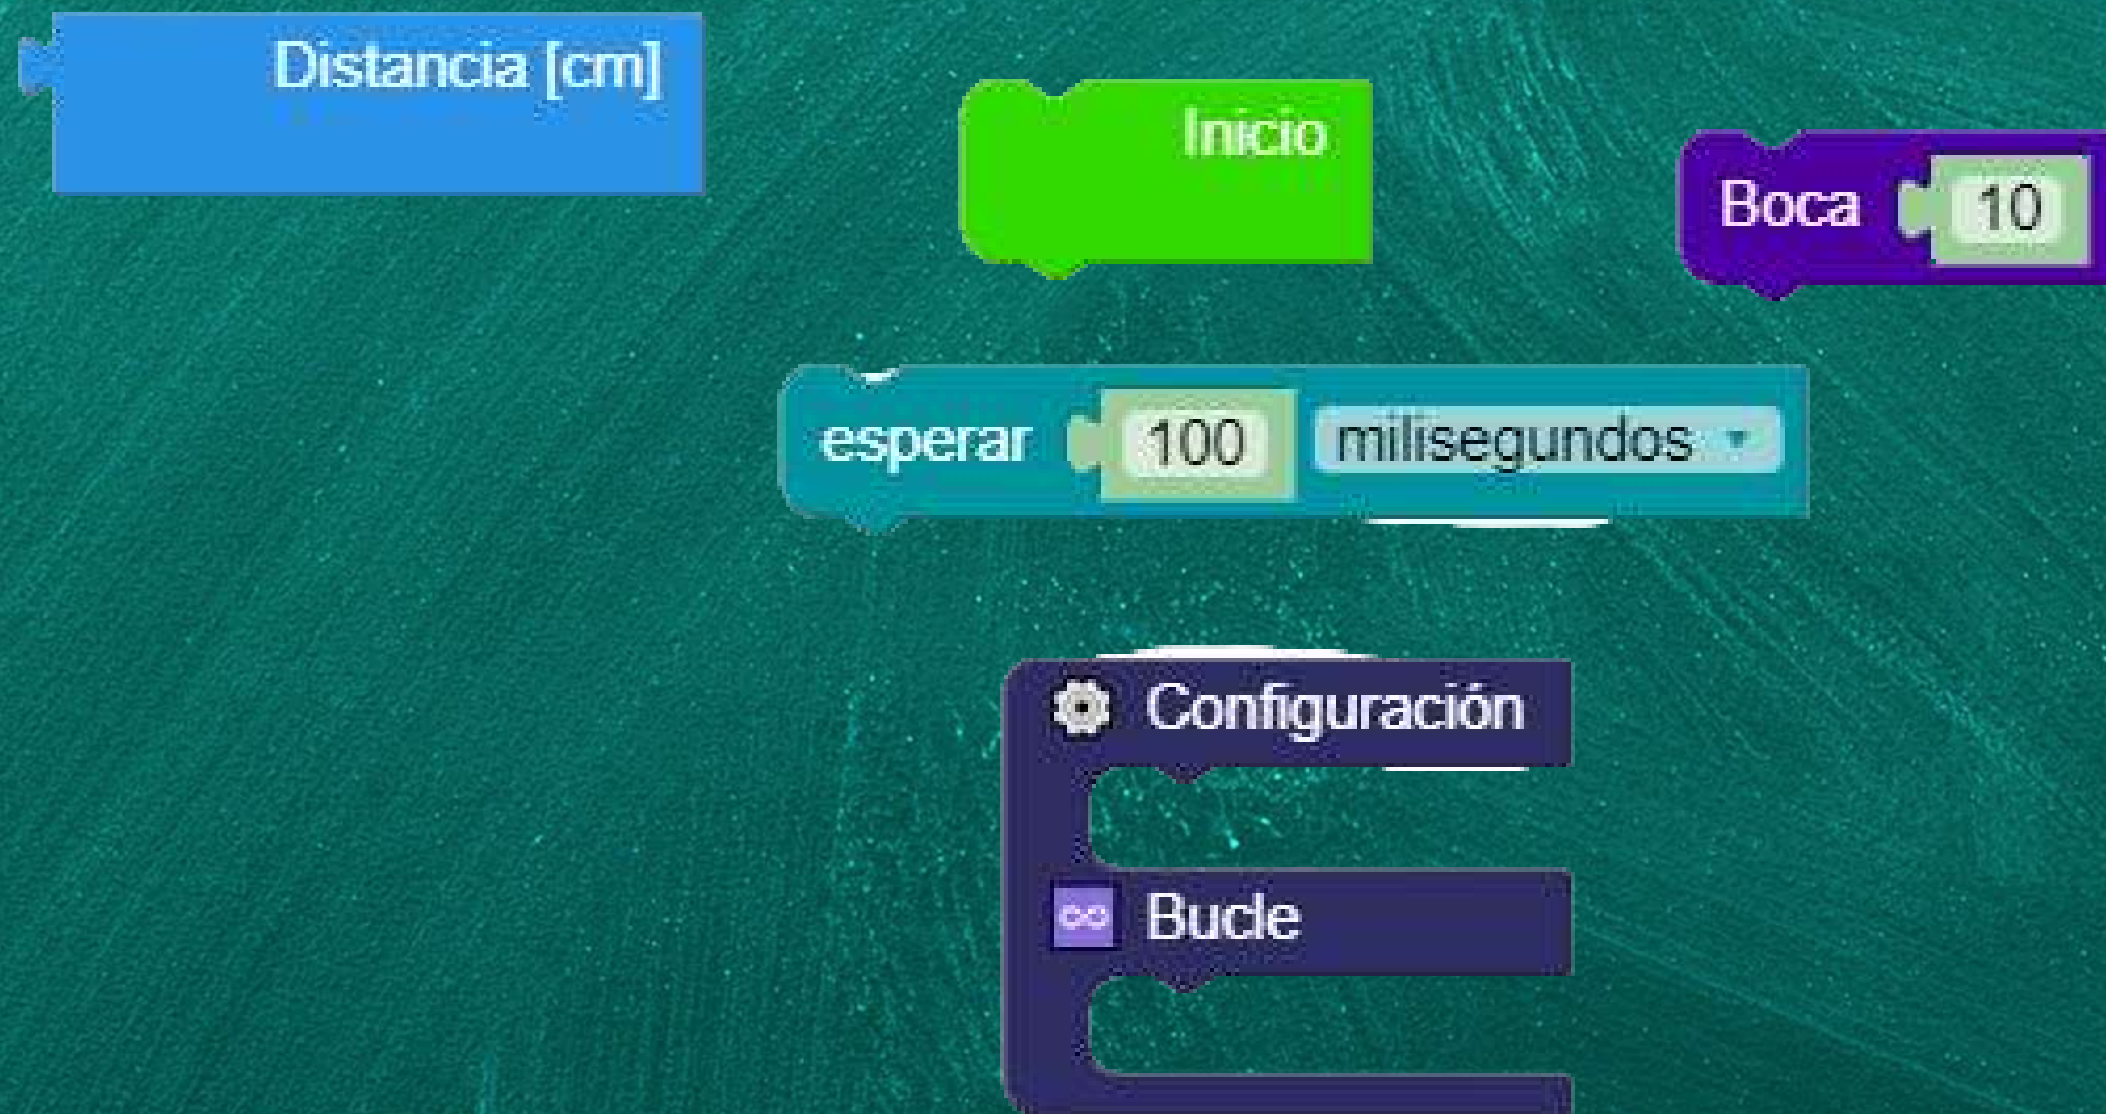 Distancia [cm]
Inicio
Boca 10
esperar 100 milisegundos
Configuración
Bucle